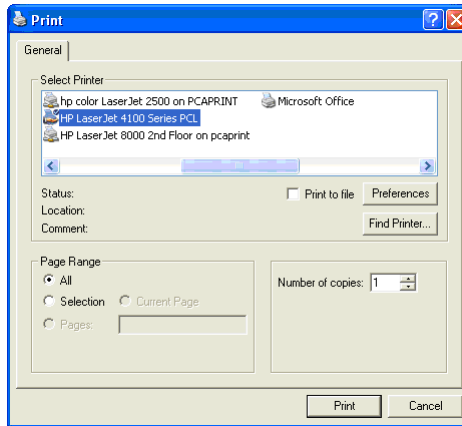 Print
General
Select Printer
hp color LaserJet 2500 on PCAPRINT
Microsoft Office
HP LaserJet 4100 Series PCL
HP LaserJet 8000 2nd Floor on pcaprint
Status:
Print to file
Preferences
Location:
Comment:
Find Printer...
Page Range
All
Selection
Current Page
Pages:
Number of copies: 1
Print
Cancel